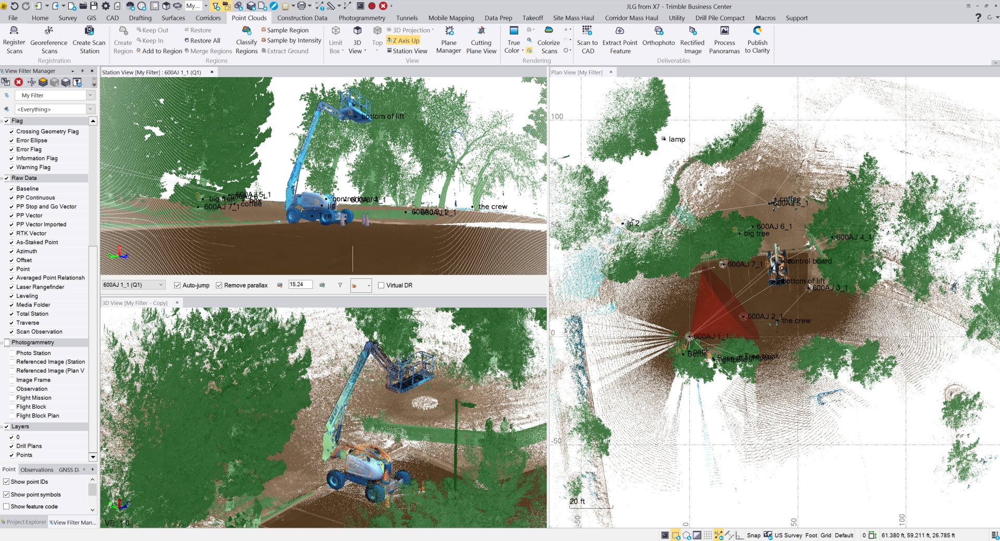 My...
JLG from X7 - Trimble Business Center
File Home Survey GIS CAD Drafting Surfaces Corridors Point Clouds Construction Data Photogrammetry Tunnels Mobile Mapping Data Prep Takeoff Site Mass Haul Corridor Mass Haul Utility Drill Pile Compact Macros Support
Register Scans
Georeference Scans
Create Scan Station
Registration
Create Region
Keep Out
Keep In
Add to Region
Restore
Restore All
Merge Regions
Classify Regions
Sample Region
Sample by Intensity
Extract Ground
Regions
Limit Box
3D View
Top
3D Projection
Z Axis Up
Station View
Plane Manager
Cutting Plane View
View
True Color
Colorize Scans
Rendering
Scan to CAD
Extract Point Feature
Orthophoto
Rectified Image
Process Panoramas
Publish to Clarity
Deliverables
View Filter Manager
My Filter
<Everything>
Flag
Crossing Geometry Flag
Error Ellipse
Error Flag
Information Flag
Warning Flag
Raw Data
Baseline
PP Continuous
PP Stop and Go Vector
PP Vector
PP Vector Imported
RTK Vector
As-Staked Point
Azimuth
Offset
Point
Averaged Point Relationsh
Laser Rangefinder
Leveling
Media Folder
Total Station
Traverse
Scan Observation
Photogrammetry
Photo Station
Referenced Image (Station
Referenced Image (Plan V
Image Frame
Observation
Flight Mission
Flight Block
Flight Block Plan
Layers
0
Drill Plans
Points
Point Observations GNSS D
Show point IDs
Show point symbols
Show feature code
Project Explorer View Filter Man...
Station View [My Filter] : 600AJ 1_1 (Q1)
bottom of lift
big tree
600AJ 5_1
box
coffee
600AJ 7_1
control board
jlg
Tire
the crew
600AJ 1_1 (Q1)
Auto-jump
Remove parallax
15.24
Virtual DR
3D View [My Filter - Copy]
VE: 1.0
Plan View [My Filter]
100
lamp
coffee
600AJ 5_1
lp 2
600AJ 6_1
big tree
600AJ 4_1
control board
600AJ 7_1
bottom of lift
600AJ 3_1
600AJ 2_1
the crew
0
600AJ 1_1
pack
Bottle
Tree trunk
-50
20 ft
-50
0
50
100
Snap US Survey Foot Grid Default 0 61.380 ft, 59.211 ft, 26.785 ft